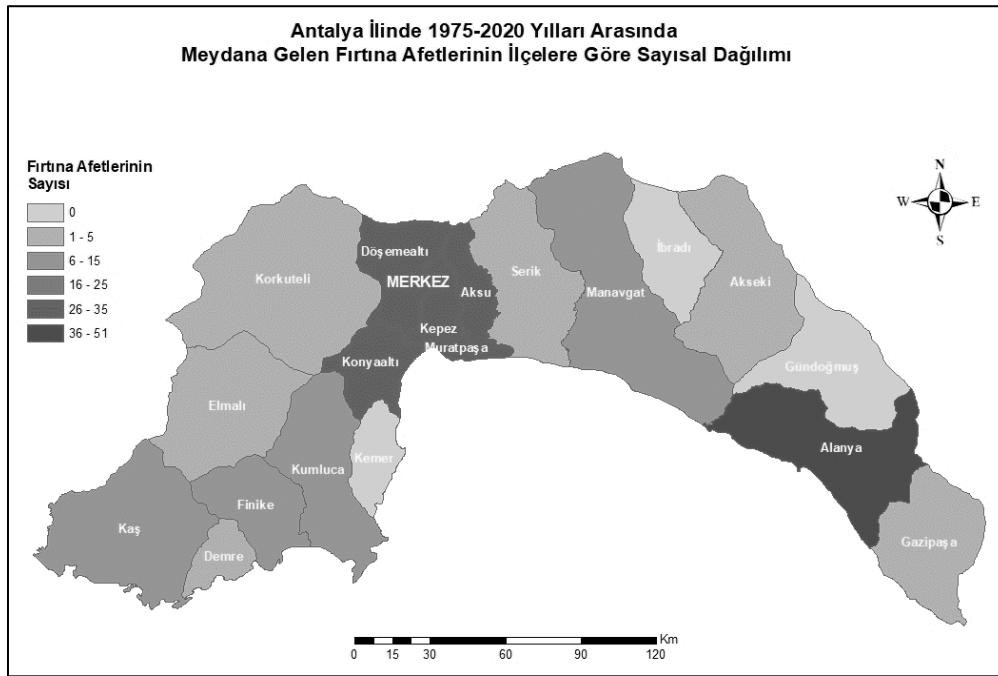 Antalya İlinde 1975-2020 Yılları Arasında
Meydana Gelen Fırtına Afetlerinin İlçelere Göre Sayısal Dağılımı
Fırtına Afetlerinin
Sayısı
0
1 - 5
6 - 15
16 - 25
26 - 35
36 - 51
N
W
E
S
Korkuteli
Döşemealtı
MERKEZ
Aksu
Kepez
Muratpaşa
Konyaaltı
Serik
Manavgat
İbradı
Akseki
Gündoğmuş
Alanya
Gazipaşa
Elmalı
Kemer
Kumluca
Finike
Kaş
Demre
Km
0 15 30 60 90 120